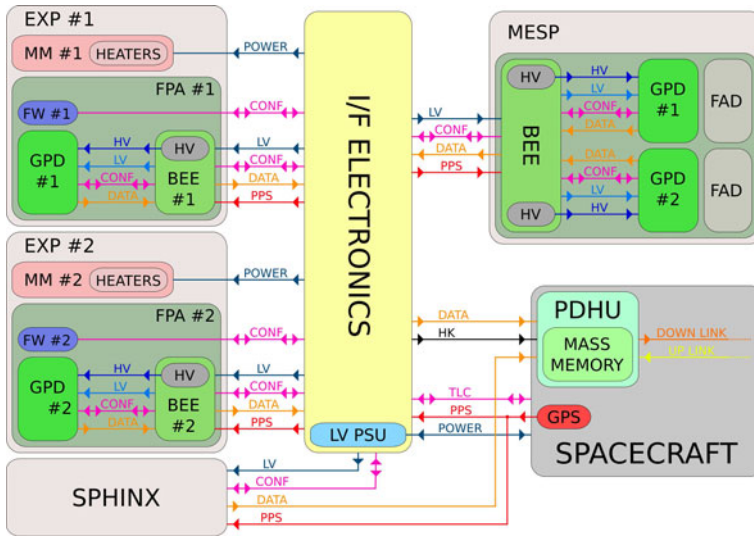 EXP #1
MM #1 HEATERS
POWER
FPA #1
FW #1
CONF
GPD #1
HV
LV
CONF
DATA
HV
BEE #1
LV
CONF
DATA
PPS
EXP #2
MM #2 HEATERS
POWER
FPA #2
FW #2
CONF
GPD #2
HV
LV
CONF
DATA
HV
BEE #2
LV
CONF
DATA
PPS
SPHINX
LV
CONF
DATA
PPS
I/F ELECTRONICS
LV PSU
MESP
LV
CONF
DATA
PPS
HV
BEE
HV
HV
LV
CONF
DATA
GPD #1
FAD
DATA
CONF
LV
HV
GPD #2
FAD
DATA
HK
TLC
PPS
POWER
PDHU
MASS
MEMORY
DOWN LINK
UP LINK
GPS
SPACECRAFT